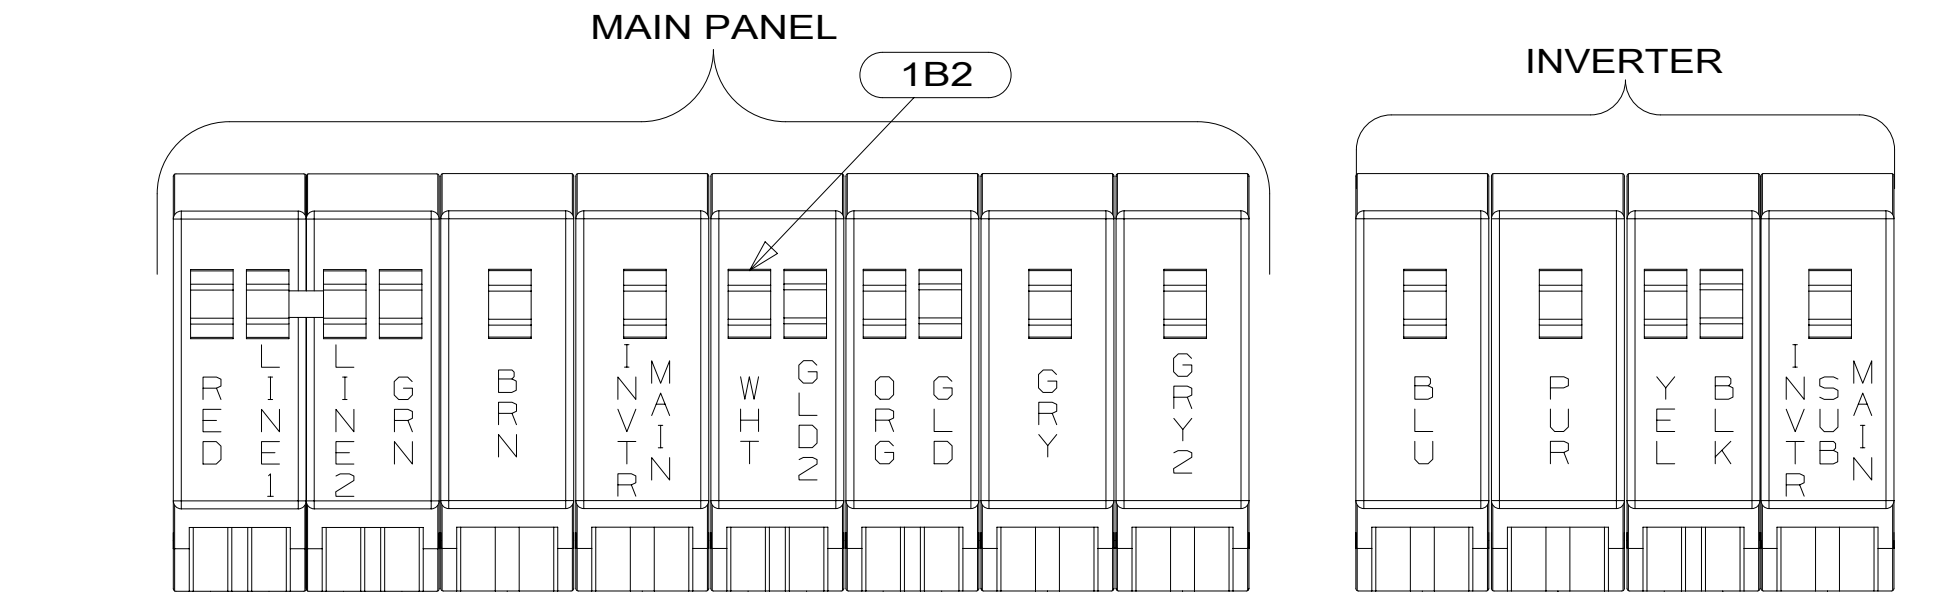 MAIN PANEL
1B2
INVERTER
RED
LINE1
LINE2
GRN
BRN
INVTR
MAIN
WHT
GLD2
ORG
GLD
GRY
GRY2
BLU
PUR
YEL
BLK
INVTR
SUB
MAIN